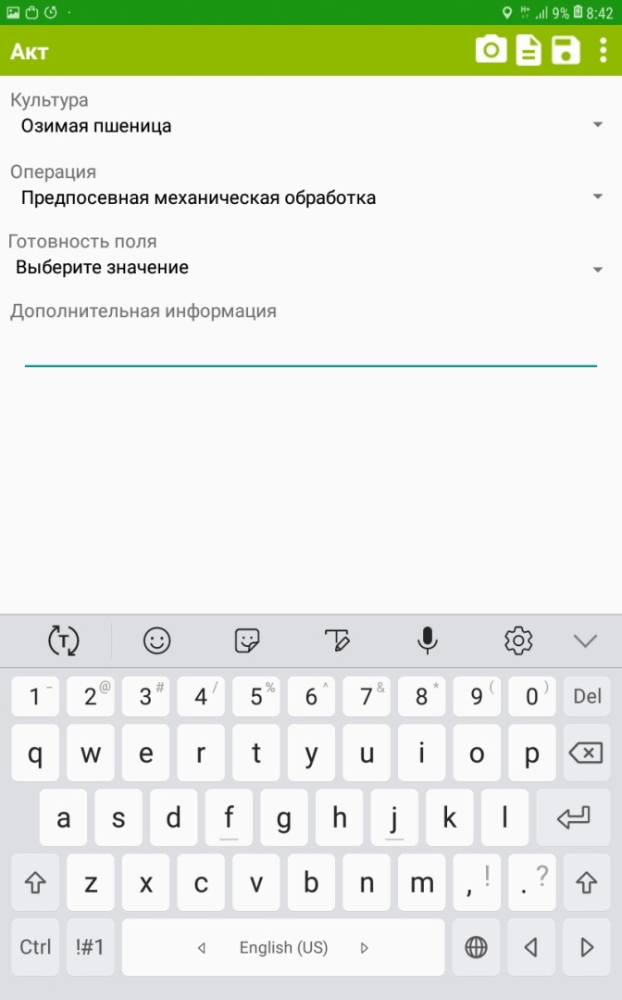 9% 8:42
Акт
Культура
Озимая пшеница
Операция
Предпосевная механическая обработка
Готовность поля
Выберите значение
Дополнительная информация
1 - 2 @ 3 # 4 / 5 % 6 ^ 7 & 8 * 9 ( 0 ) Del
q w e r t y u i o p
a s d f g h j k l
z x c v b n m , ! . ?
Ctrl !#1 English (US)